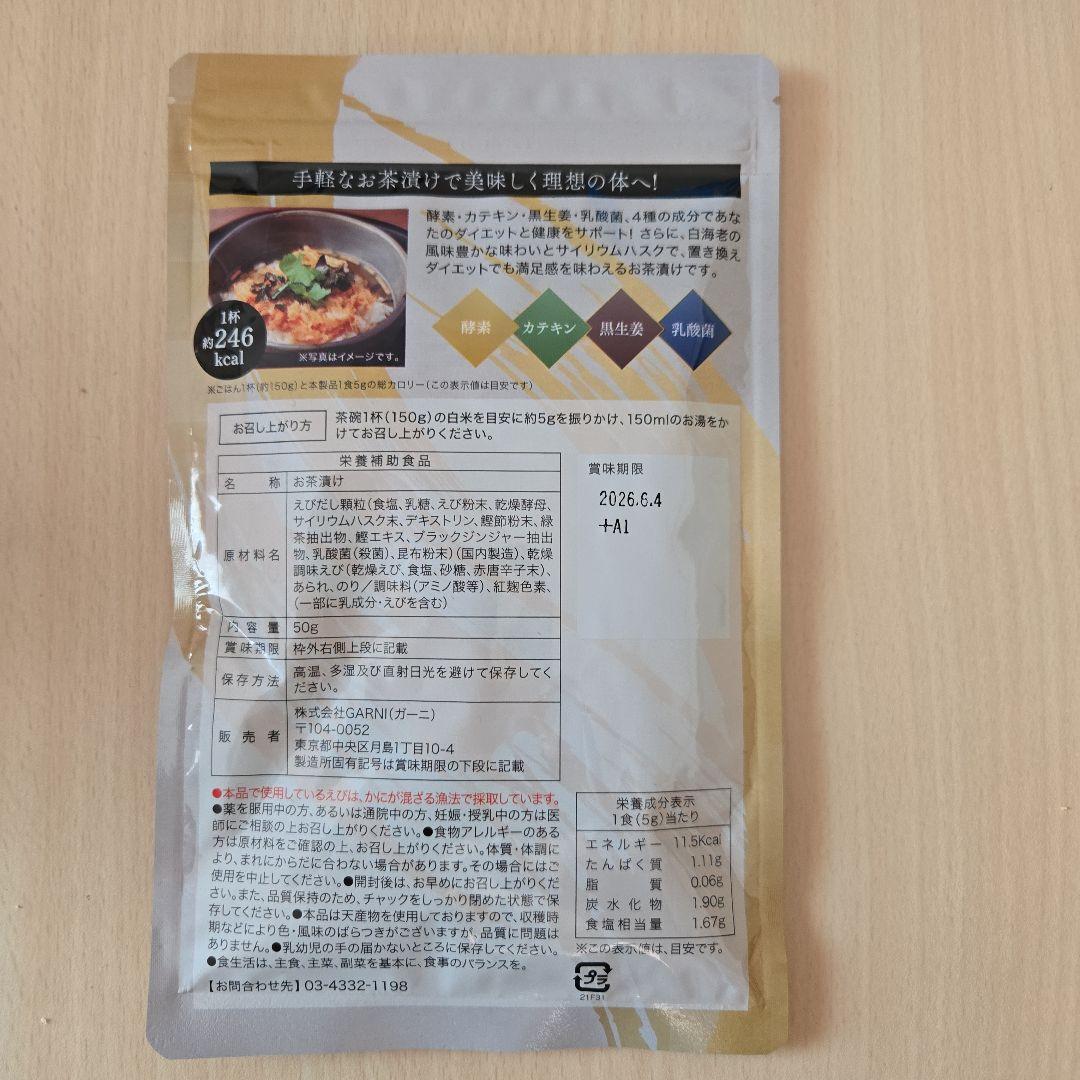 手軽なお茶漬けで美味しく理想の体へ!
酵素・カテキン・黒生姜・乳酸菌、4種の成分であな
たのダイエットと健康をサポート! さらに、白海老の
風味豊かな味わいとサイリウムハスクで、置き換え
ダイエットでも満足感を味わえるお茶漬けです。
酵素
カテキン
黒生姜
乳酸菌
1杯
約246
kcal
※写真はイメージです。
※ごはん1杯(約150g)と本製品1食5gの総カロリー(この表示値は目安です)
お召し上がり方
茶碗1杯(150g)の白米を目安に約5gを振りかけ、150mlのお湯をか
けてお召し上がりください。
栄養補助食品
名称 お茶漬け
原材料名
えびだし顆粒(食塩、乳糖、えび粉末、乾燥酵母、
サイリウムハスク末、デキストリン、鰹節粉末、緑
茶抽出物、鰹エキス、ブラックジンジャー抽出
物、乳酸菌(殺菌)、昆布粉末)(国内製造)、乾燥
調味えび(乾燥えび、食塩、砂糖、赤唐辛子末)、
あられ、のり/調味料(アミノ酸等)、紅麹色素、
(一部に乳成分・えびを含む)
内容量 50g
賞味期限 枠外右側上段に記載
保存方法
高温、多湿及び直射日光を避けて保存してく
ださい。
販売者
株式会社GARNI(ガーニ)
〒104-0052
東京都中央区月島1丁目10-4
製造所固有記号は賞味期限の下段に記載
賞味期限
2026.6.4
+A1
●本品で使用しているえびは、かにが混ざる漁法で採取しています。
●薬を服用中の方、あるいは通院中の方、妊娠・授乳中の方は医
師にご相談の上お召し上がりください。●食物アレルギーのある
方は原材料をご確認の上、お召し上がりください。体質・体調に
より、まれにからだに合わない場合があります。その場合にはご
使用を中止してください。●開封後は、お早めにお召し上がりくだ
さい。また、品質保持のため、チャックをしっかり閉めた状態で保
存してください。●本品は天産物を使用しておりますので、収穫時
期などにより色・風味のばらつきがございますが、品質に問題は
ありません。●乳幼児の手の届かないところに保存してください。
●食生活は、主食、主菜、副菜を基本に、食事のバランスを。
【お問合わせ先】03-4332-1198
栄養成分表示
1食(5g)当たり
エネルギー 11.5Kcal
たんぱく質 1.11g
脂質 0.06g
炭水化物 1.90g
食塩相当量 1.67g
※この表示値は、目安です。
プラ
21F31